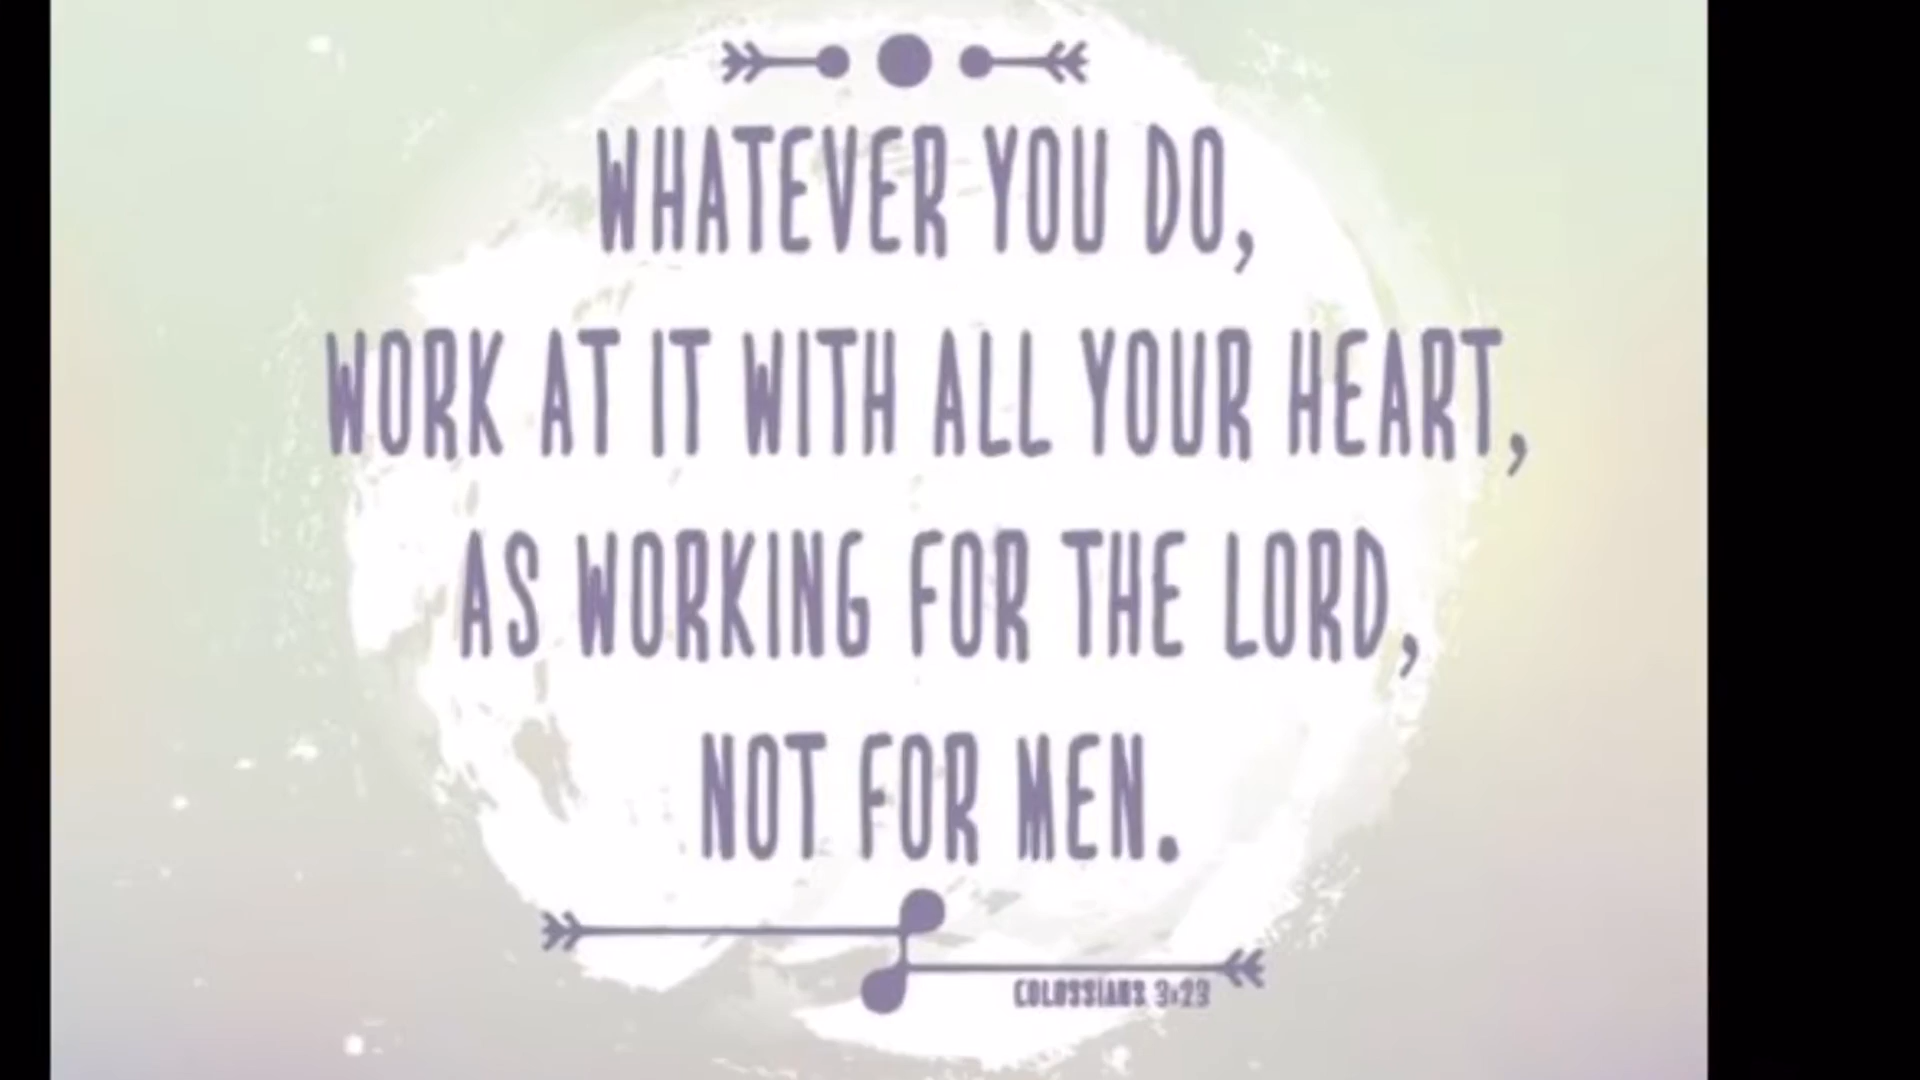 WHATEVER YOU DO,
WORK AT IT WITH ALL YOUR HEART,
AS WORKING FOR THE LORD,
NOT FOR MEN.
COLOSSIANS 3:23